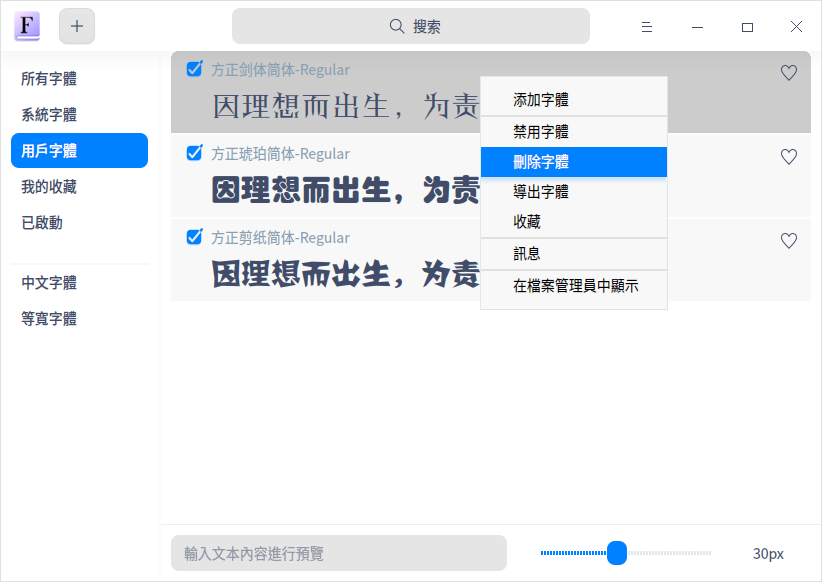 F
搜索
所有字體
系統字體
用戶字體
我的收藏
已啟動
中文字體
等寬字體
方正剑体简体-Regular
因理想而出生，为责
方正琥珀简体-Regular
因理想而出生，为责
方正剪纸简体-Regular
因理想而出生，为责
添加字體
禁用字體
刪除字體
導出字體
收藏
訊息
在檔案管理員中顯示
輸入文本內容進行預覽
30px